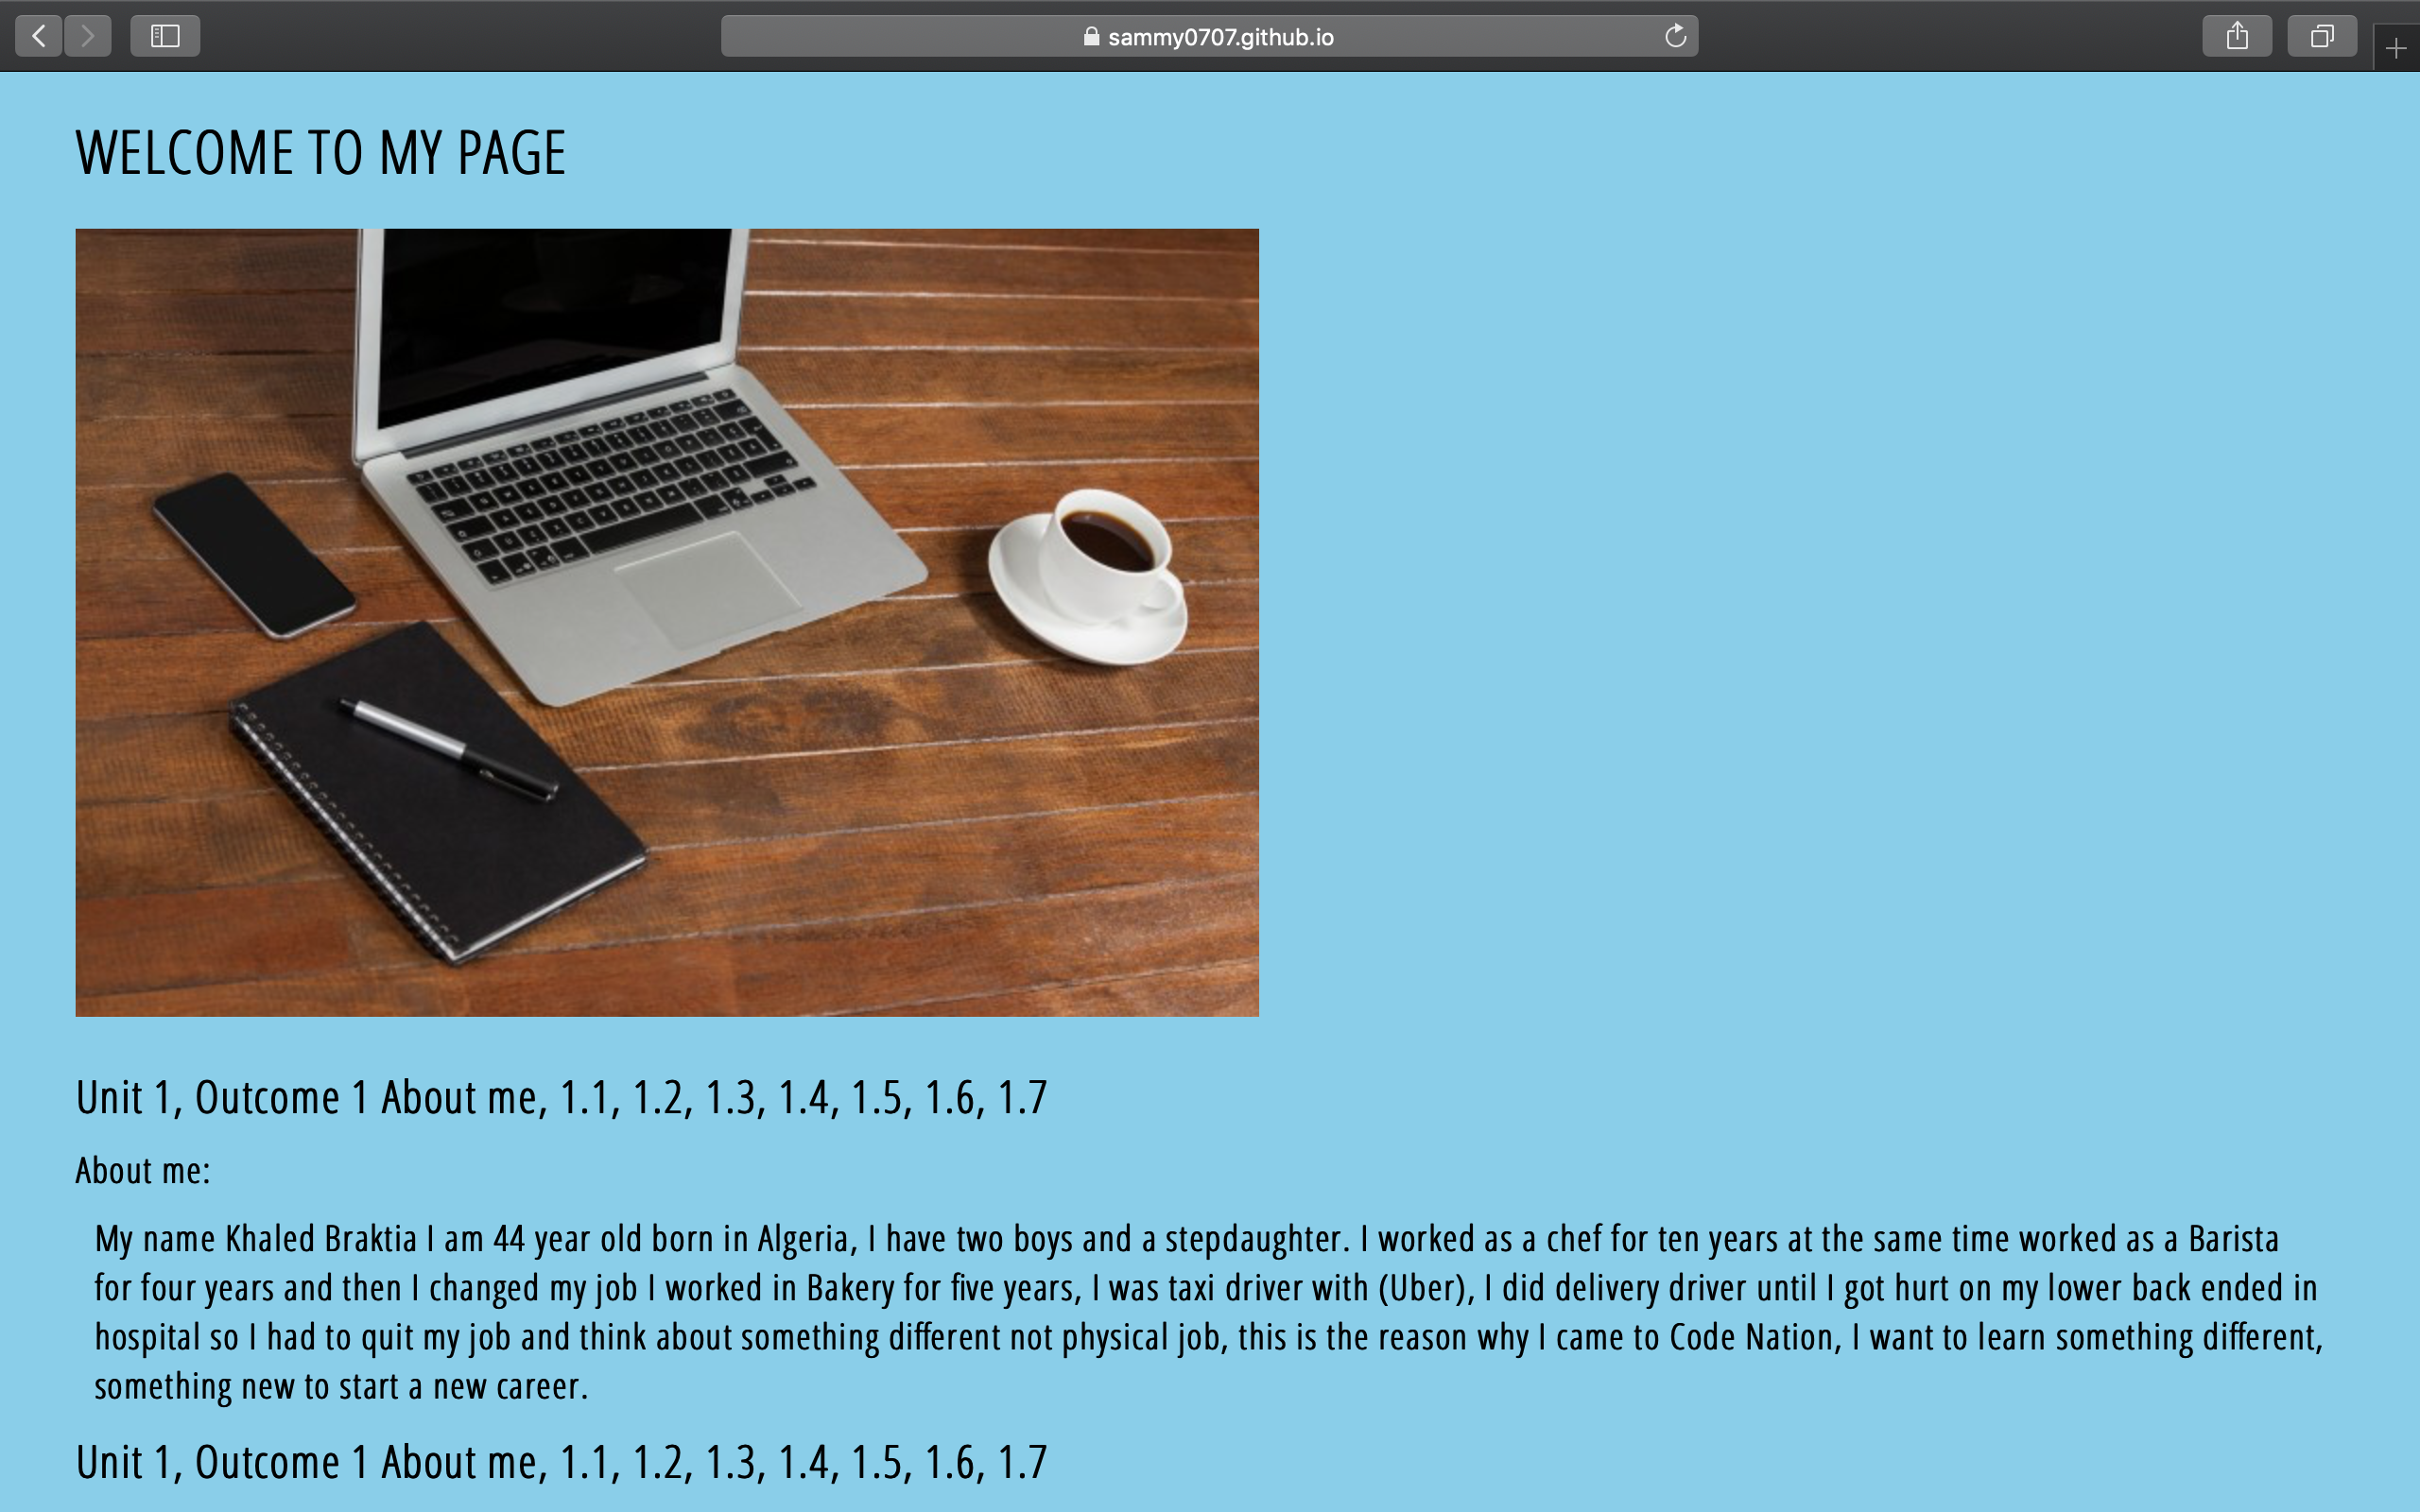 sammy0707.github.io
WELCOME TO MY PAGE
Unit 1, Outcome 1 About me, 1.1, 1.2, 1.3, 1.4, 1.5, 1.6, 1.7
About me:
My name Khaled Braktia I am 44 year old born in Algeria, I have two boys and a stepdaughter. I worked as a chef for ten years at the same time worked as a Barista
for four years and then I changed my job I worked in Bakery for five years, I was taxi driver with (Uber), I did delivery driver until I got hurt on my lower back ended in
hospital so I had to quit my job and think about something different not physical job, this is the reason why I came to Code Nation, I want to learn something different,
something new to start a new career.
Unit 1, Outcome 1 About me, 1.1, 1.2, 1.3, 1.4, 1.5, 1.6, 1.7